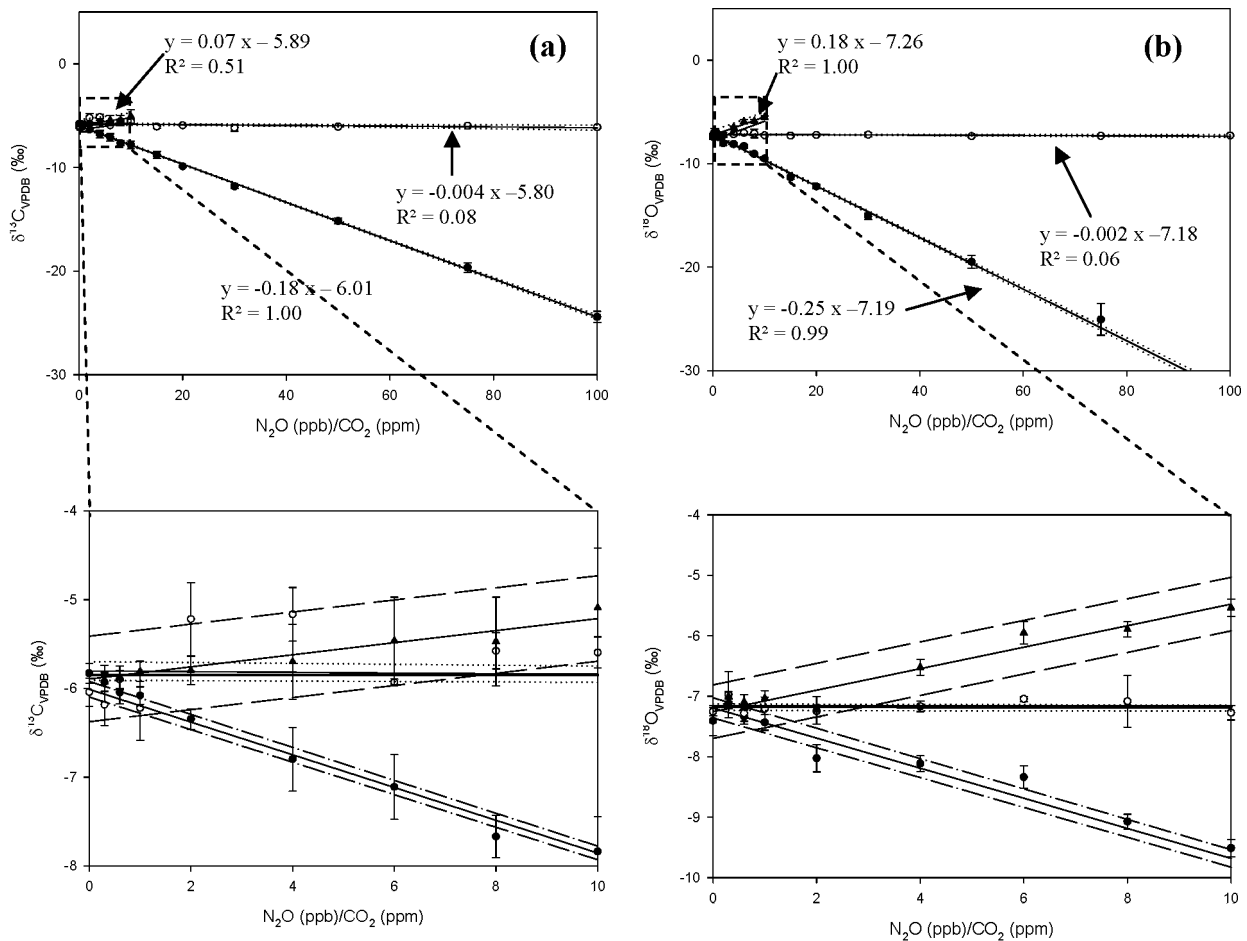 (a)
y = 0.07 x – 5.89
R² = 0.51
y = -0.004 x –5.80
R² = 0.08
y = -0.18 x – 6.01
R² = 1.00
δ¹³C_VPDB (‰)
0
-10
-20
-30
0 20 40 60 80 100
N₂O (ppb)/CO₂ (ppm)
(b)
y = 0.18 x -7.26
R² = 1.00
y = -0.002 x –7.18
R² = 0.06
y = -0.25 x –7.19
R² = 0.99
δ¹⁸O_VPDB (‰)
0
-10
-20
-30
0 20 40 60 80 100
N₂O (ppb)/CO₂ (ppm)
δ¹³C_VPDB (‰)
-4
-5
-6
-7
-8
0 2 4 6 8 10
N₂O (ppb)/CO₂ (ppm)
δ¹⁸O_VPDB (‰)
-4
-6
-7
-8
-9
-10
0 2 4 6 8 10
N₂O (ppb)/CO₂ (ppm)